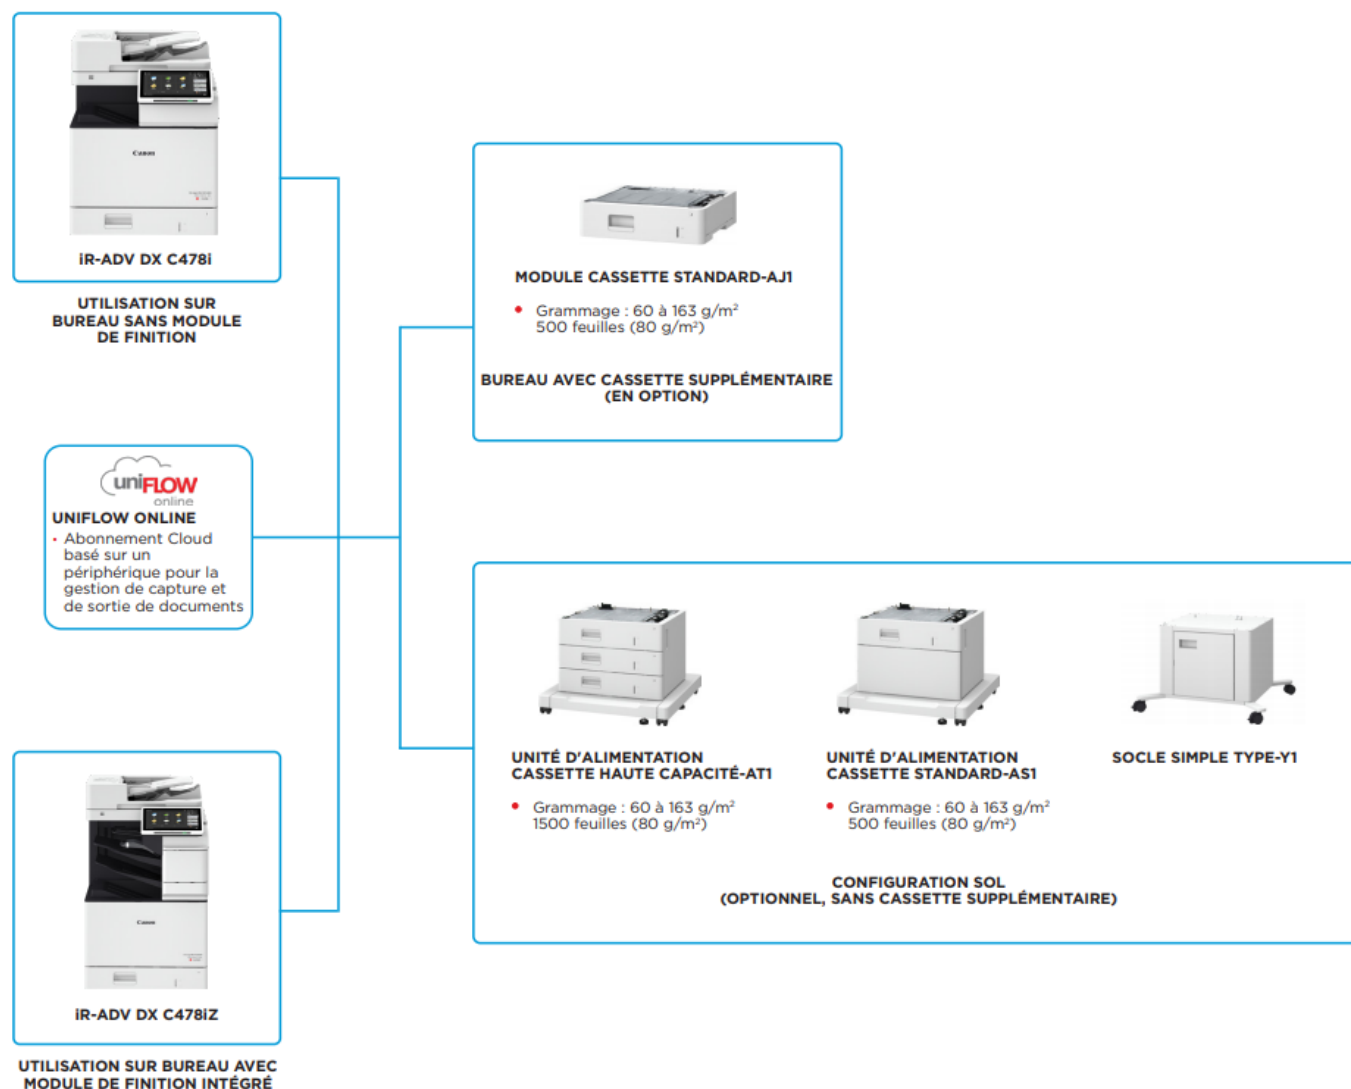 Canon
iR-ADV DX C478i
UTILISATION SUR
BUREAU SANS MODULE
DE FINITION
MODULE CASSETTE STANDARD-AJ1
• Grammage : 60 à 163 g/m²
500 feuilles (80 g/m²)
BUREAU AVEC CASSETTE SUPPLÉMENTAIRE
(EN OPTION)
uniFLOW
online
UNIFLOW ONLINE
• Abonnement Cloud
basé sur un
périphérique pour la
gestion de capture et
de sortie de documents
UNITÉ D'ALIMENTATION
CASSETTE HAUTE CAPACITÉ-AT1
• Grammage : 60 à 163 g/m²
1500 feuilles (80 g/m²)
UNITÉ D'ALIMENTATION
CASSETTE STANDARD-AS1
• Grammage : 60 à 163 g/m²
500 feuilles (80 g/m²)
SOCLE SIMPLE TYPE-Y1
CONFIGURATION SOL
(OPTIONNEL, SANS CASSETTE SUPPLÉMENTAIRE)
Canon
iR-ADV DX C478iZ
UTILISATION SUR BUREAU AVEC
MODULE DE FINITION INTÉGRÉ